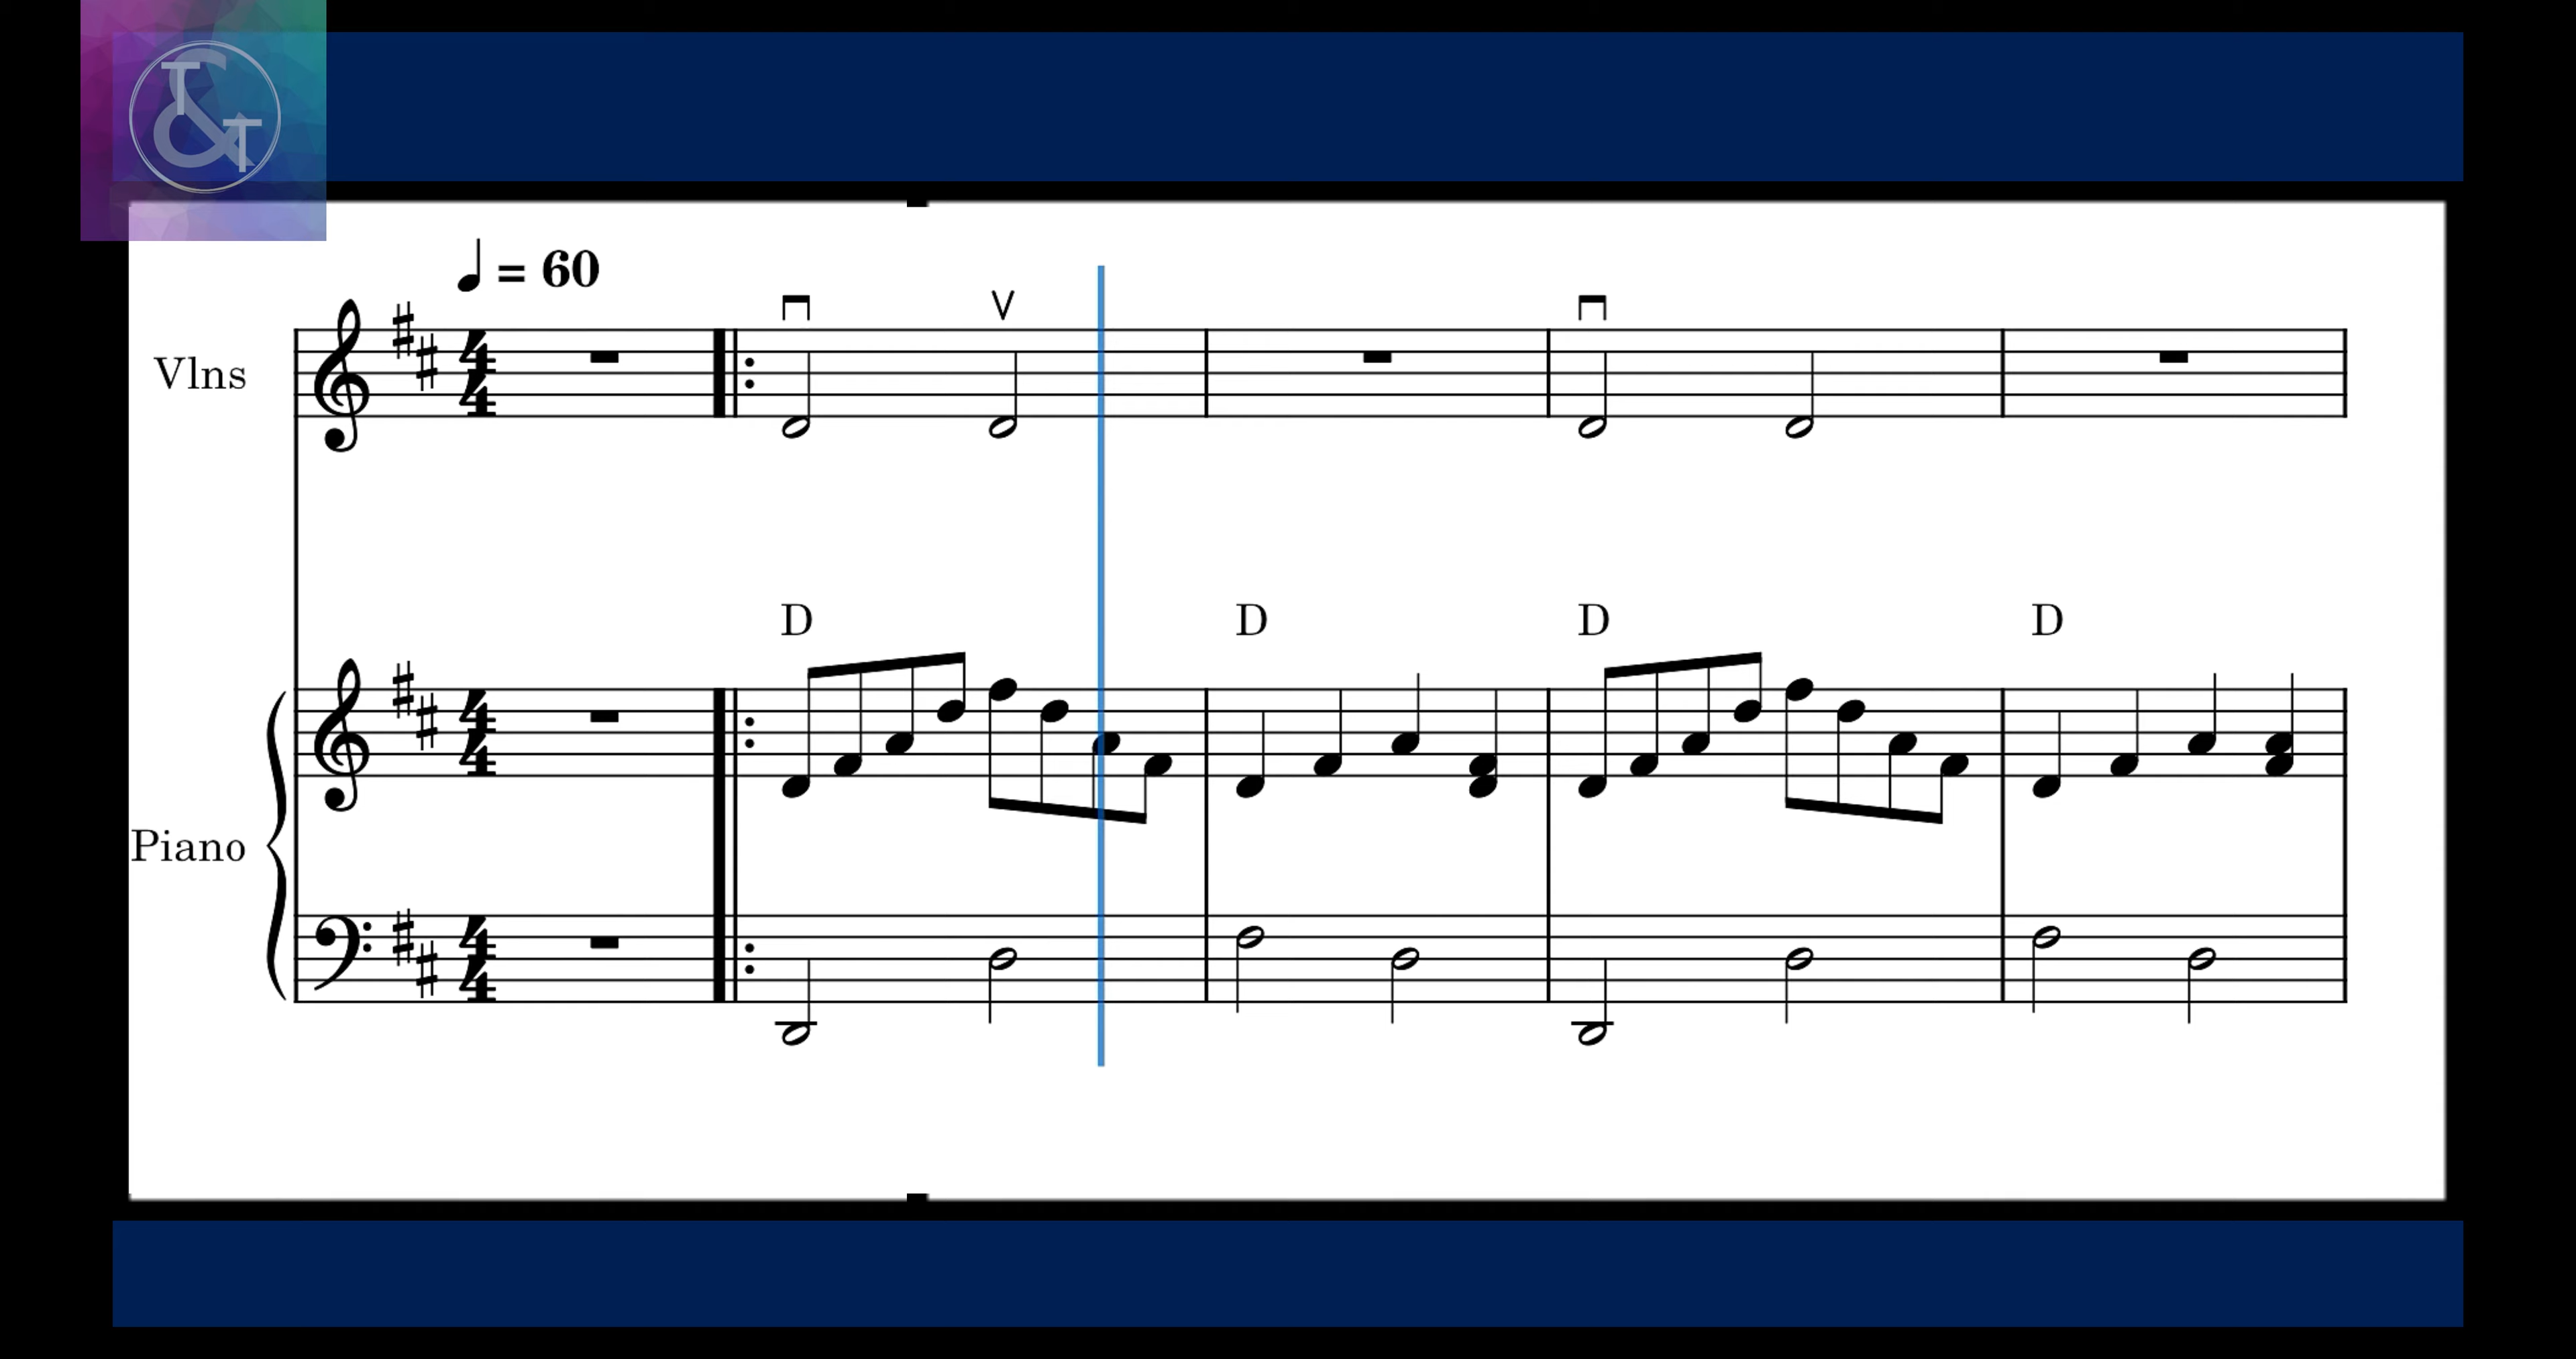 T&T
♩ = 60
Vlns
D D D D
Piano